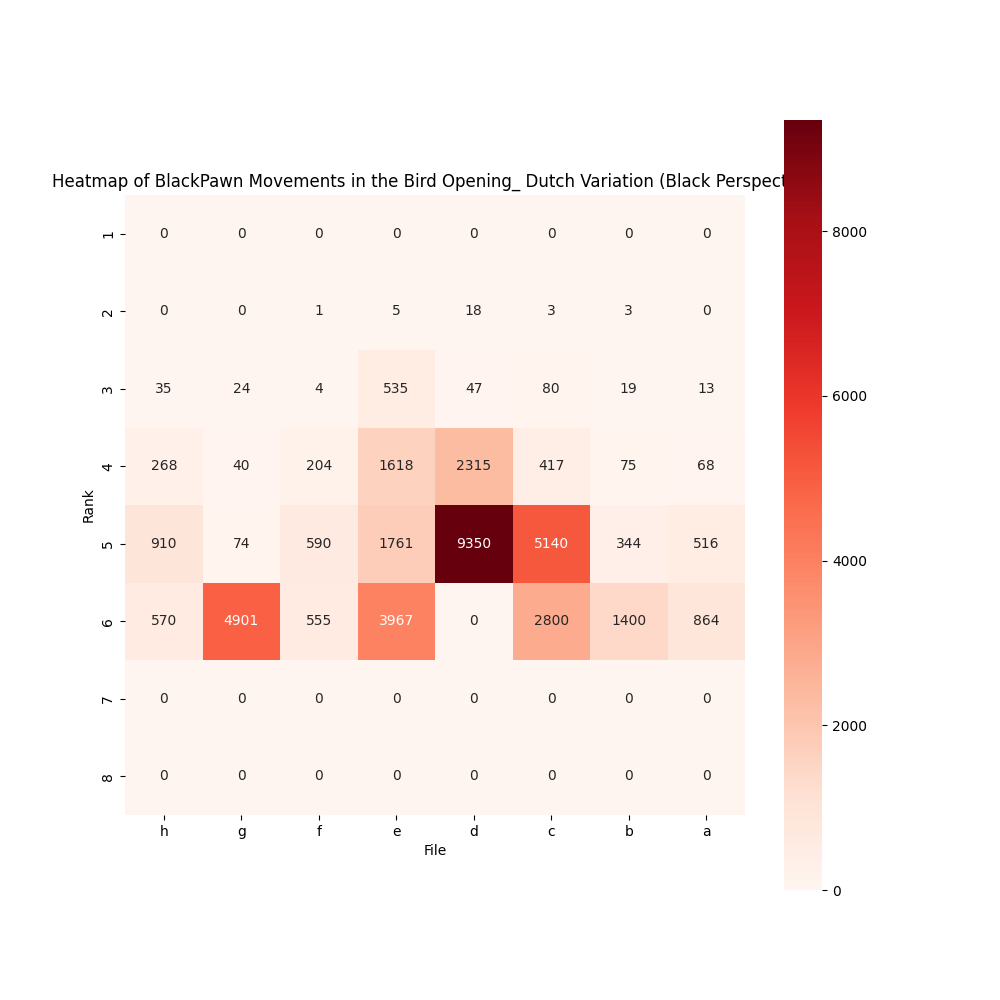 Heatmap of BlackPawn Movements in the Bird Opening_ Dutch Variation (Black Perspect
1 0 0 0 0 0 0 0 0
8000
2 0 0 1 5 18 3 3 0
3 35 24 4 535 47 80 19 13
6000
4 268 40 204 1618 2315 417 75 68
Rank
5 910 74 590 1761 9350 5140 344 516
4000
6 570 4901 555 3967 0 2800 1400 864
7 0 0 0 0 0 0 0 0
2000
8 0 0 0 0 0 0 0 0
h g f e d c b a
File
0